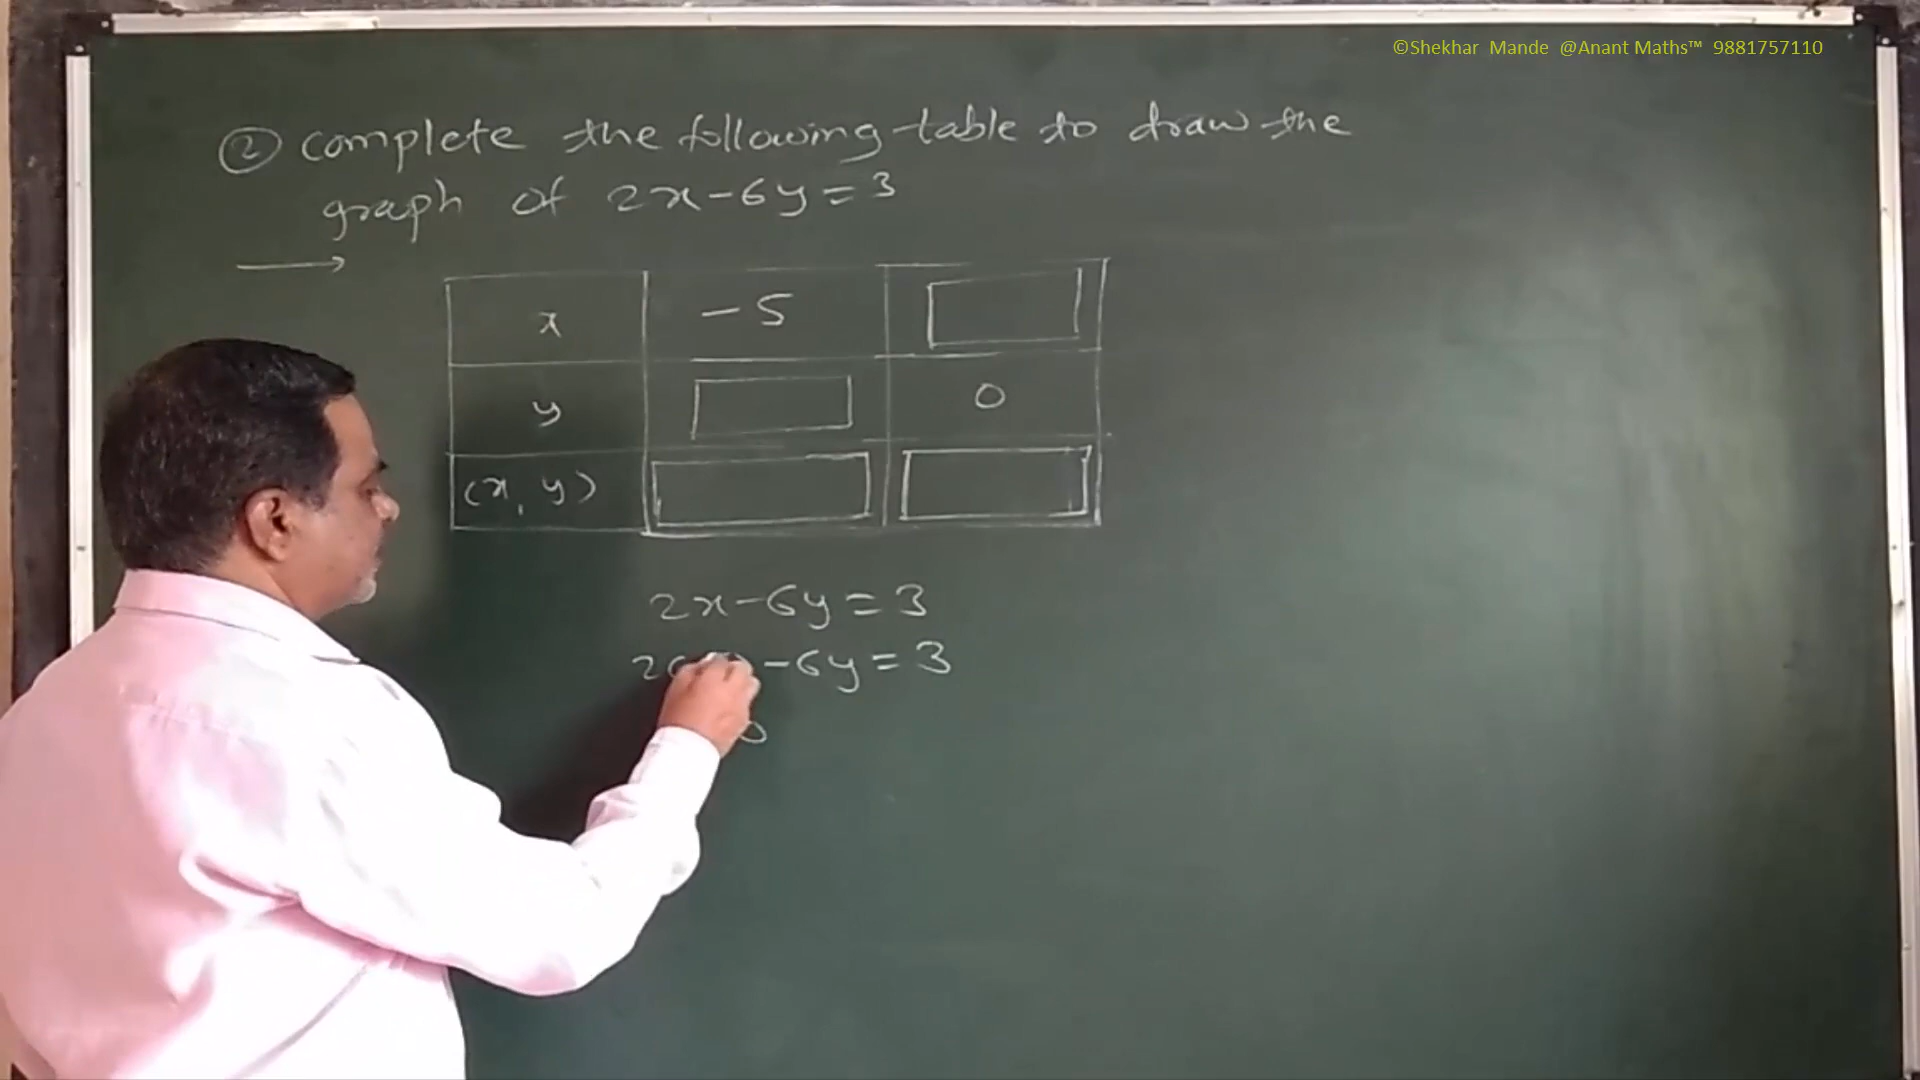 ©Shekhar Mande @Anant Maths™ 9881757110
② complete the following table to draw the
graph of 2x-6y=3
x -5
y 0
(x, y)
2x-6y=3
-6y=3